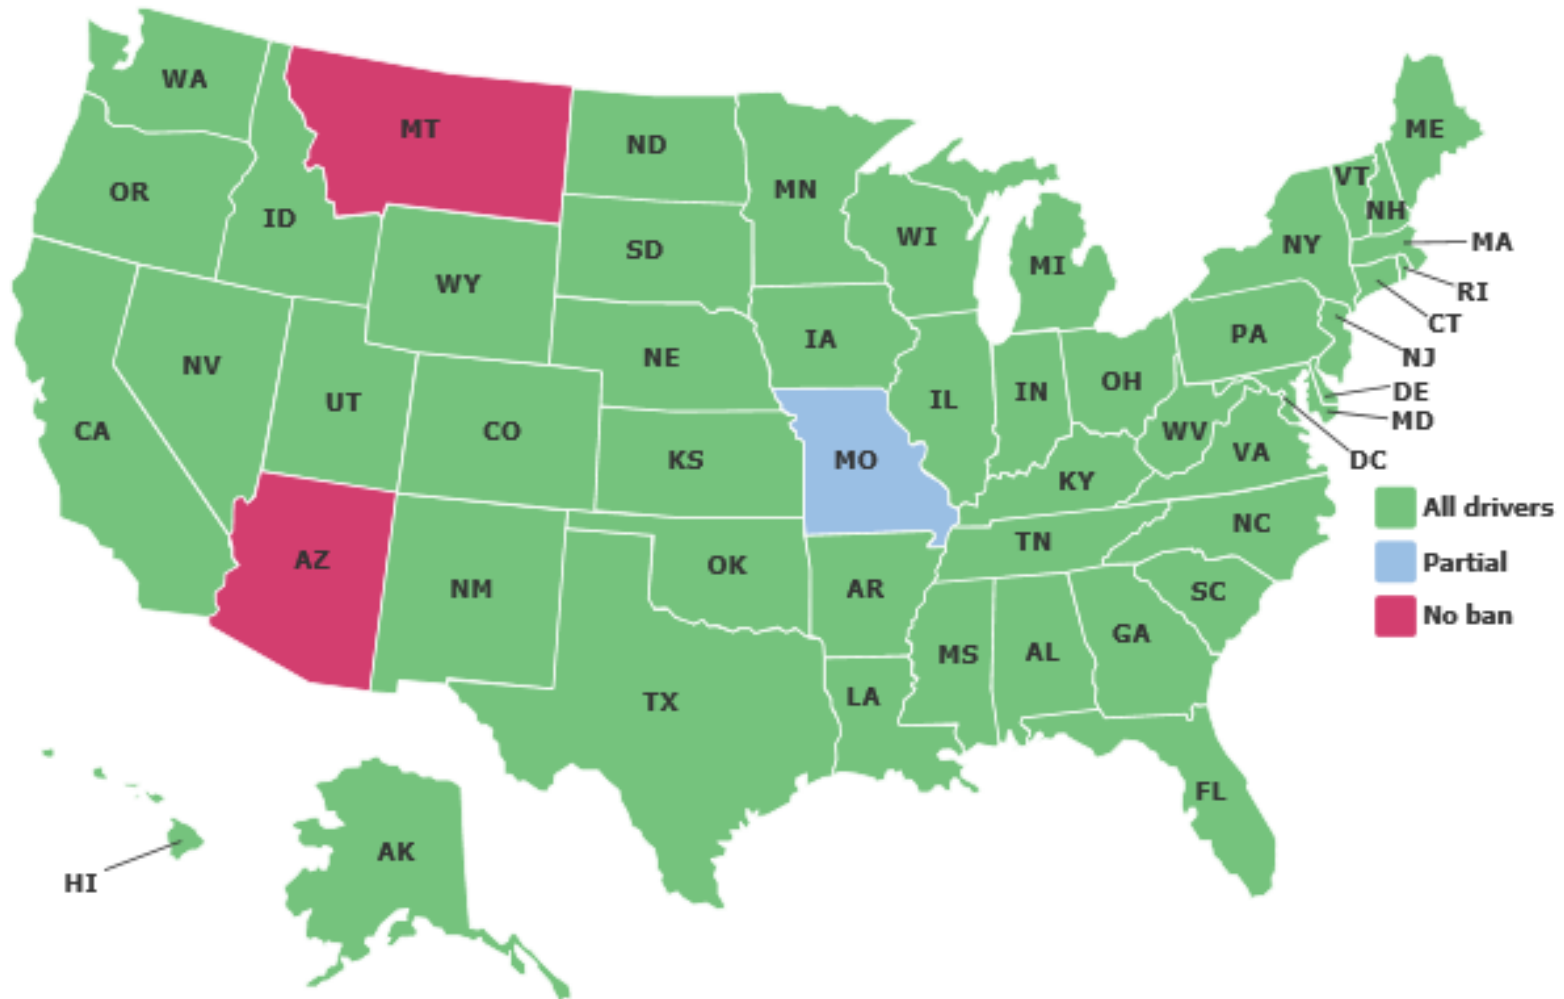 WA
MT
ME
ND
VT
OR
MN
NH
ID
WI
NY
MA
SD
MI
WY
RI
CT
PA
IA
NE
NJ
NV
OH
IN
DE
UT
IL
MD
CA
CO
WV
VA
DC
KS
MO
KY
All drivers
NC
TN
AZ
OK
Partial
NM
AR
SC
No ban
GA
MS
AL
LA
TX
FL
AK
HI